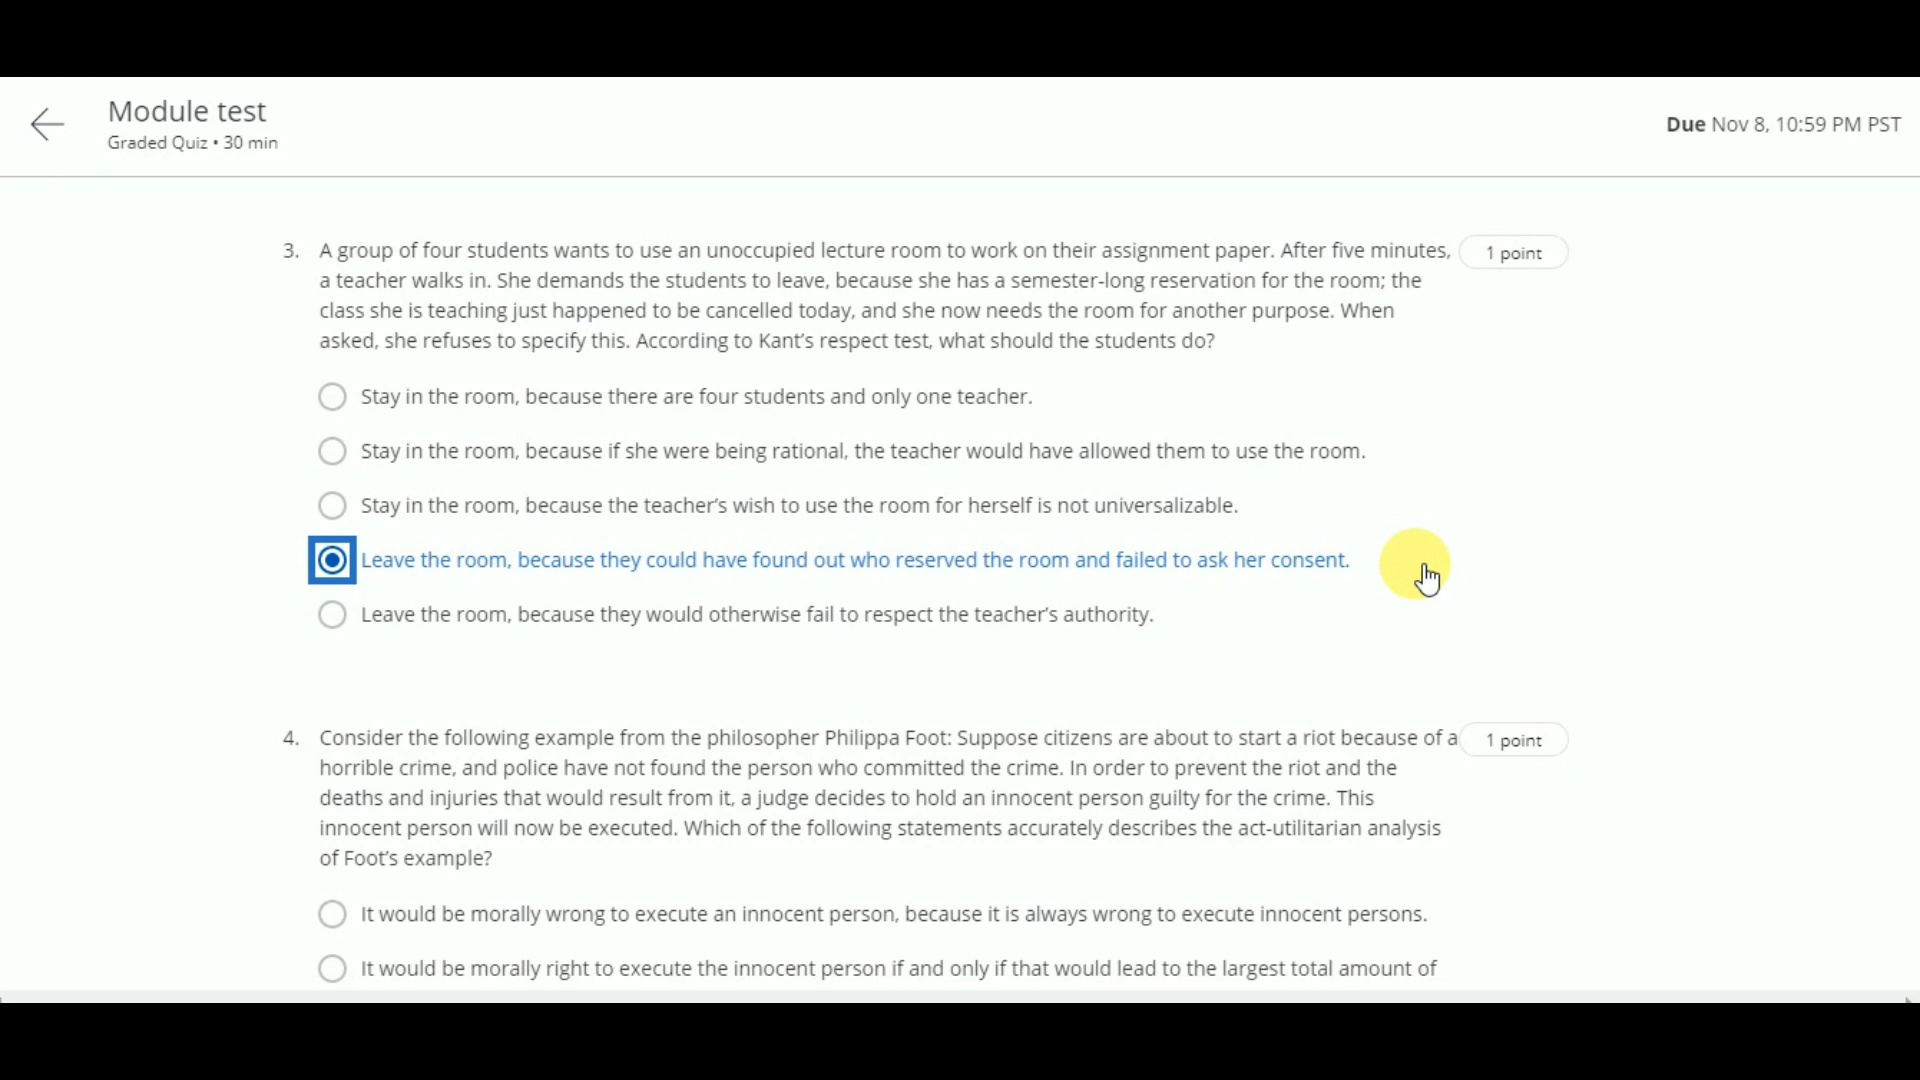 Module test
Graded Quiz • 30 min
Due Nov 8, 10:59 PM PST
3. A group of four students wants to use an unoccupied lecture room to work on their assignment paper. After five minutes, 1 point
a teacher walks in. She demands the students to leave, because she has a semester-long reservation for the room; the
class she is teaching just happened to be cancelled today, and she now needs the room for another purpose. When
asked, she refuses to specify this. According to Kant's respect test, what should the students do?
Stay in the room, because there are four students and only one teacher.
Stay in the room, because if she were being rational, the teacher would have allowed them to use the room.
Stay in the room, because the teacher's wish to use the room for herself is not universalizable.
Leave the room, because they could have found out who reserved the room and failed to ask her consent.
Leave the room, because they would otherwise fail to respect the teacher's authority.
4. Consider the following example from the philosopher Philippa Foot: Suppose citizens are about to start a riot because of a 1 point
horrible crime, and police have not found the person who committed the crime. In order to prevent the riot and the
deaths and injuries that would result from it, a judge decides to hold an innocent person guilty for the crime. This
innocent person will now be executed. Which of the following statements accurately describes the act-utilitarian analysis
of Foot's example?
It would be morally wrong to execute an innocent person, because it is always wrong to execute innocent persons.
It would be morally right to execute the innocent person if and only if that would lead to the largest total amount of